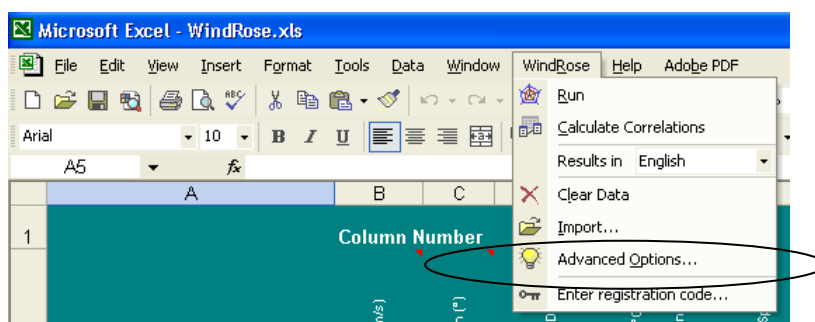 Microsoft Excel - WindRose.xls
File Edit View Insert Format Tools Data Window WindRose Help Adobe PDF
ABC
Arial 10 B I U
A5 fx
Run
Calculate Correlations
Results in English
Clear Data
Import...
Advanced Options...
Enter registration code...
A B C
1 Column Number